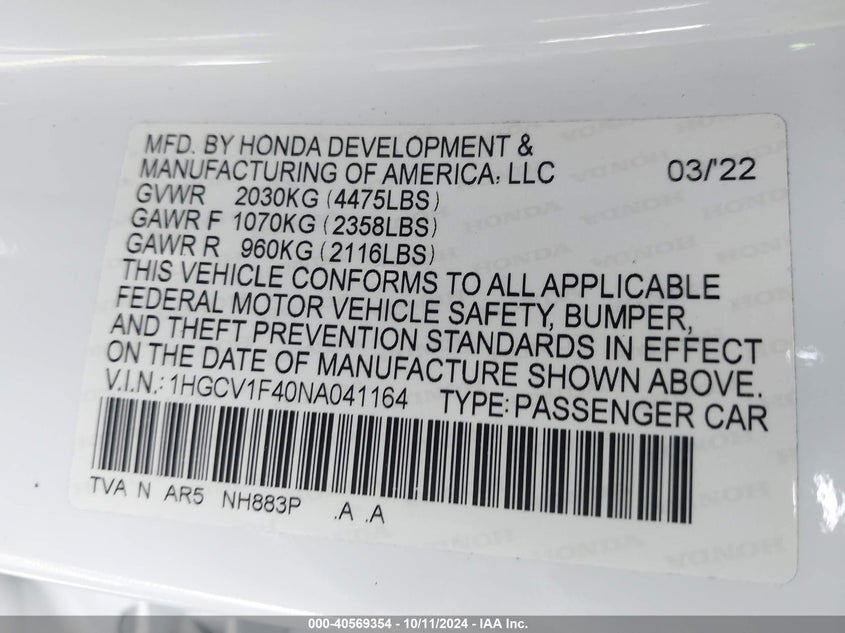 MFD. BY HONDA DEVELOPMENT &
MANUFACTURING OF AMERICA, LLC 03/'22
GVWR 2030KG (4475LBS)
GAWR F 1070KG (2358LBS)
GAWR R 960KG (2116LBS)
THIS VEHICLE CONFORMS TO ALL APPLICABLE
FEDERAL MOTOR VEHICLE SAFETY, BUMPER,
AND THEFT PREVENTION STANDARDS IN EFFECT
ON THE DATE OF MANUFACTURE SHOWN ABOVE.
V.I.N.: 1HGCV1F40NA041164 TYPE: PASSENGER CAR
TVA N AR5 NH883P .A .A
000-40569354 - 10/11/2024 - IAA Inc.